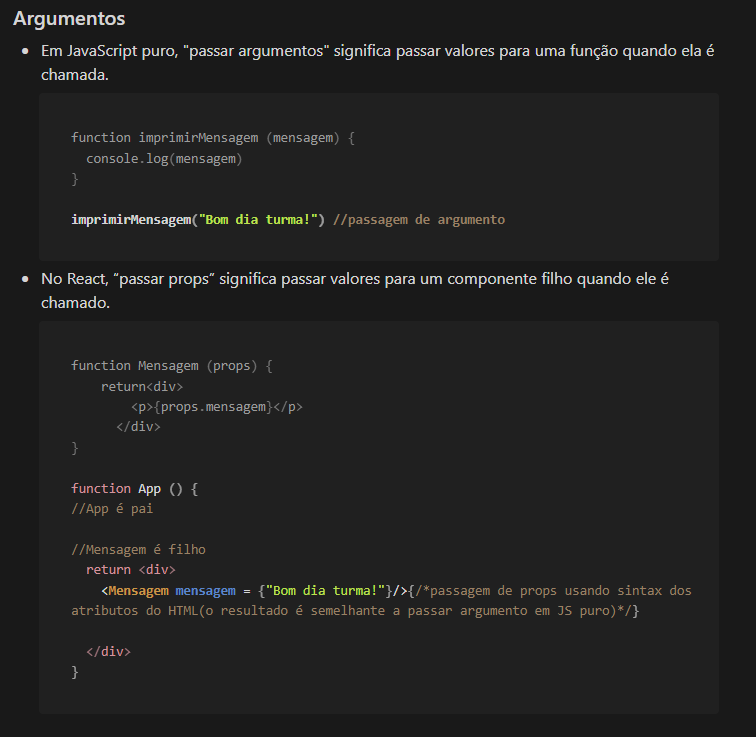 Argumentos
• Em JavaScript puro, "passar argumentos" significa passar valores para uma função quando ela é
chamada.
function imprimirMensagem (mensagem) {
  console.log(mensagem)
}
imprimirMensagem("Bom dia turma!") //passagem de argumento
• No React, “passar props” significa passar valores para um componente filho quando ele é
chamado.
function Mensagem (props) {
    return<div>
        <p>{props.mensagem}</p>
      </div>
}
function App () {
//App é pai
//Mensagem é filho
  return <div>
    <Mensagem mensagem = {"Bom dia turma!"}/>{/*passagem de props usando sintax dos
atributos do HTML(o resultado é semelhante a passar argumento em JS puro)*/}
  </div>
}